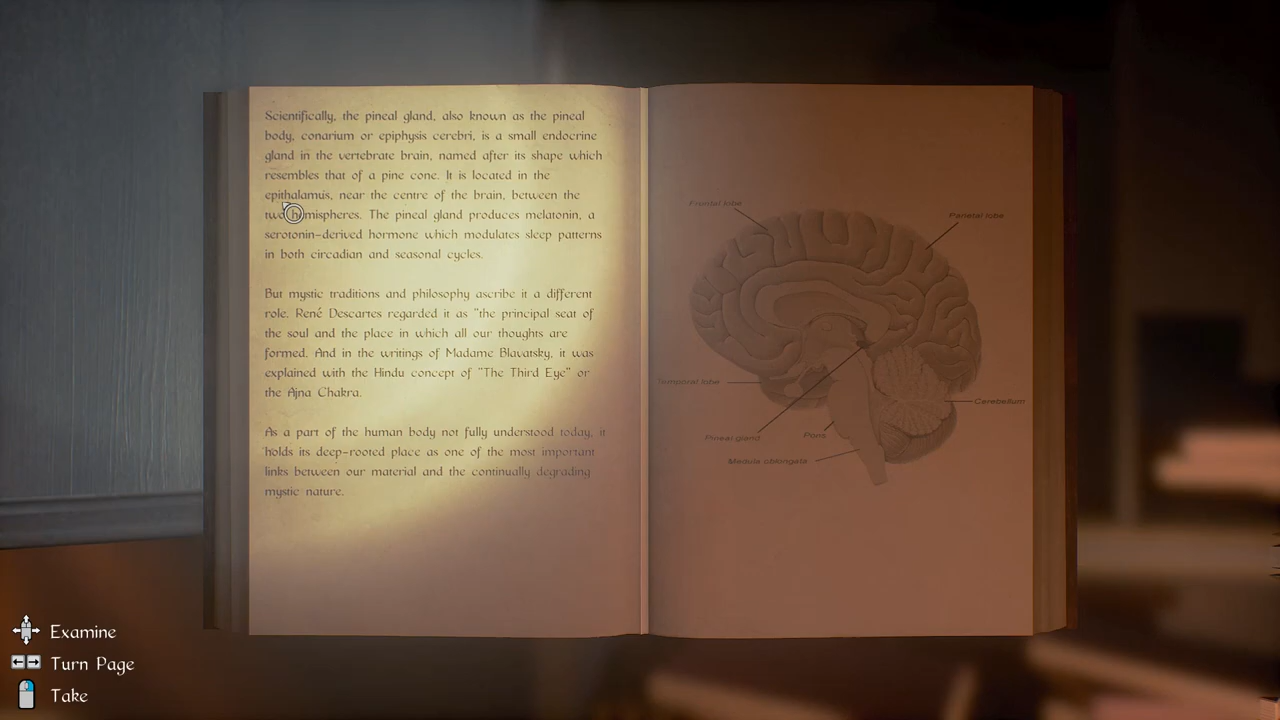 Scientifically, the pineal gland, also known as the pineal
body, conarium or epiphysis cerebri, is a small endocrine
gland in the vertebrate brain, named after its shape which
resembles that of a pine cone. It is located in the
epithalamus, near the centre of the brain, between the
two hemispheres. The pineal gland produces melatonin, a
serotonin-derived hormone which modulates sleep patterns
in both circadian and seasonal cycles.
But mystic traditions and philosophy ascribe it a different
role. René Descartes regarded it as "the principal seat of
the soul and the place in which all our thoughts are
formed. And in the writings of Madame Blavatsky, it was
explained with the Hindu concept of "The Third Eye" or
the Ajna Chakra.
As a part of the human body not fully understood today, it
holds its deep-rooted place as one of the most important
links between our material and the continually degrading
mystic nature.
Frontal lobe
Parietal lobe
Temporal lobe
Cerebellum
Pineal gland
Pons
Medulla oblongata
Examine
Turn Page
Take